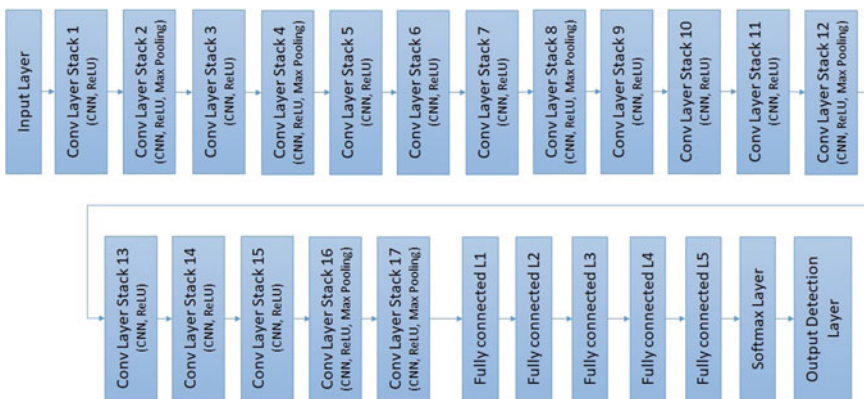 Input Layer
Conv Layer Stack 1
(CNN, ReLU)
Conv Layer Stack 2
(CNN, ReLU, Max Pooling)
Conv Layer Stack 3
(CNN, ReLU)
Conv Layer Stack 4
(CNN, ReLU, Max Pooling)
Conv Layer Stack 5
(CNN, ReLU)
Conv Layer Stack 6
(CNN, ReLU)
Conv Layer Stack 7
(CNN, ReLU)
Conv Layer Stack 8
(CNN, ReLU, Max Pooling)
Conv Layer Stack 9
(CNN, ReLU)
Conv Layer Stack 10
(CNN, ReLU)
Conv Layer Stack 11
(CNN, ReLU)
Conv Layer Stack 12
(CNN, ReLU, Max Pooling)
Conv Layer Stack 13
(CNN, ReLU)
Conv Layer Stack 14
(CNN, ReLU)
Conv Layer Stack 15
(CNN, ReLU)
Conv Layer Stack 16
(CNN, ReLU, Max Pooling)
Conv Layer Stack 17
(CNN, ReLU, Max Pooling)
Fully connected L1
Fully connected L2
Fully connected L3
Fully connected L4
Fully connected L5
Softmax Layer
Output Detection
Layer